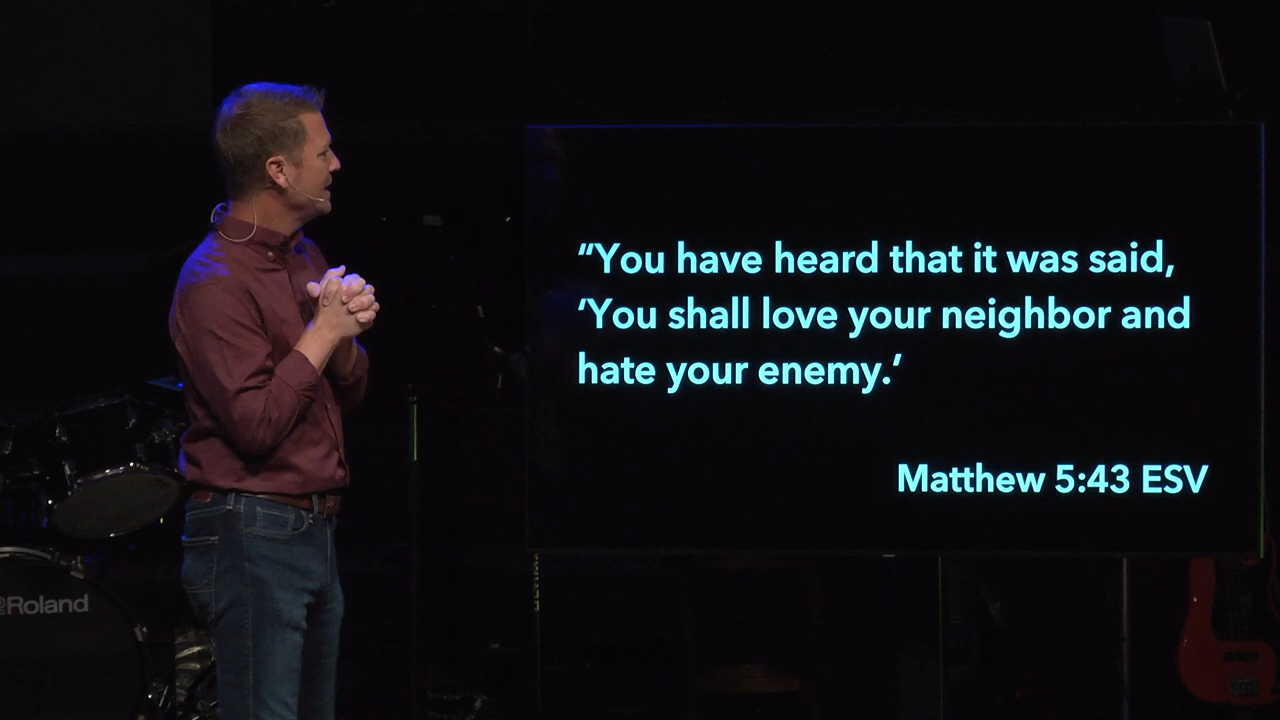 “You have heard that it was said,
‘You shall love your neighbor and
hate your enemy.’
Matthew 5:43 ESV
Roland